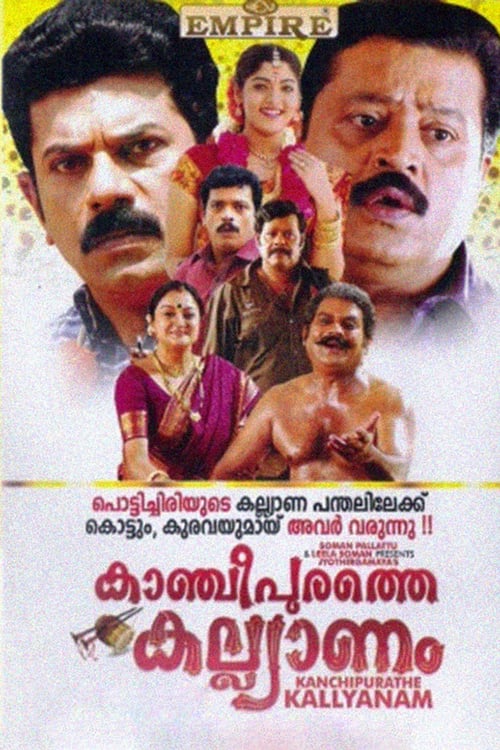 EMPIRE
പൊട്ടിച്ചിരിയുടെ കല്ല്യാണ പന്തലിലേക്ക്
കൊട്ടും, കുരവയുമായ് അവർ വരുന്നു !!
SOMAN PALLATTU
& LEELA SOMAN PRESENTS
JYOTHIRGAMAYA'S
കാഞ്ചീപുരത്തെ
കല്ല്യാണം
KANCHIPURATHE
KALLYANAM